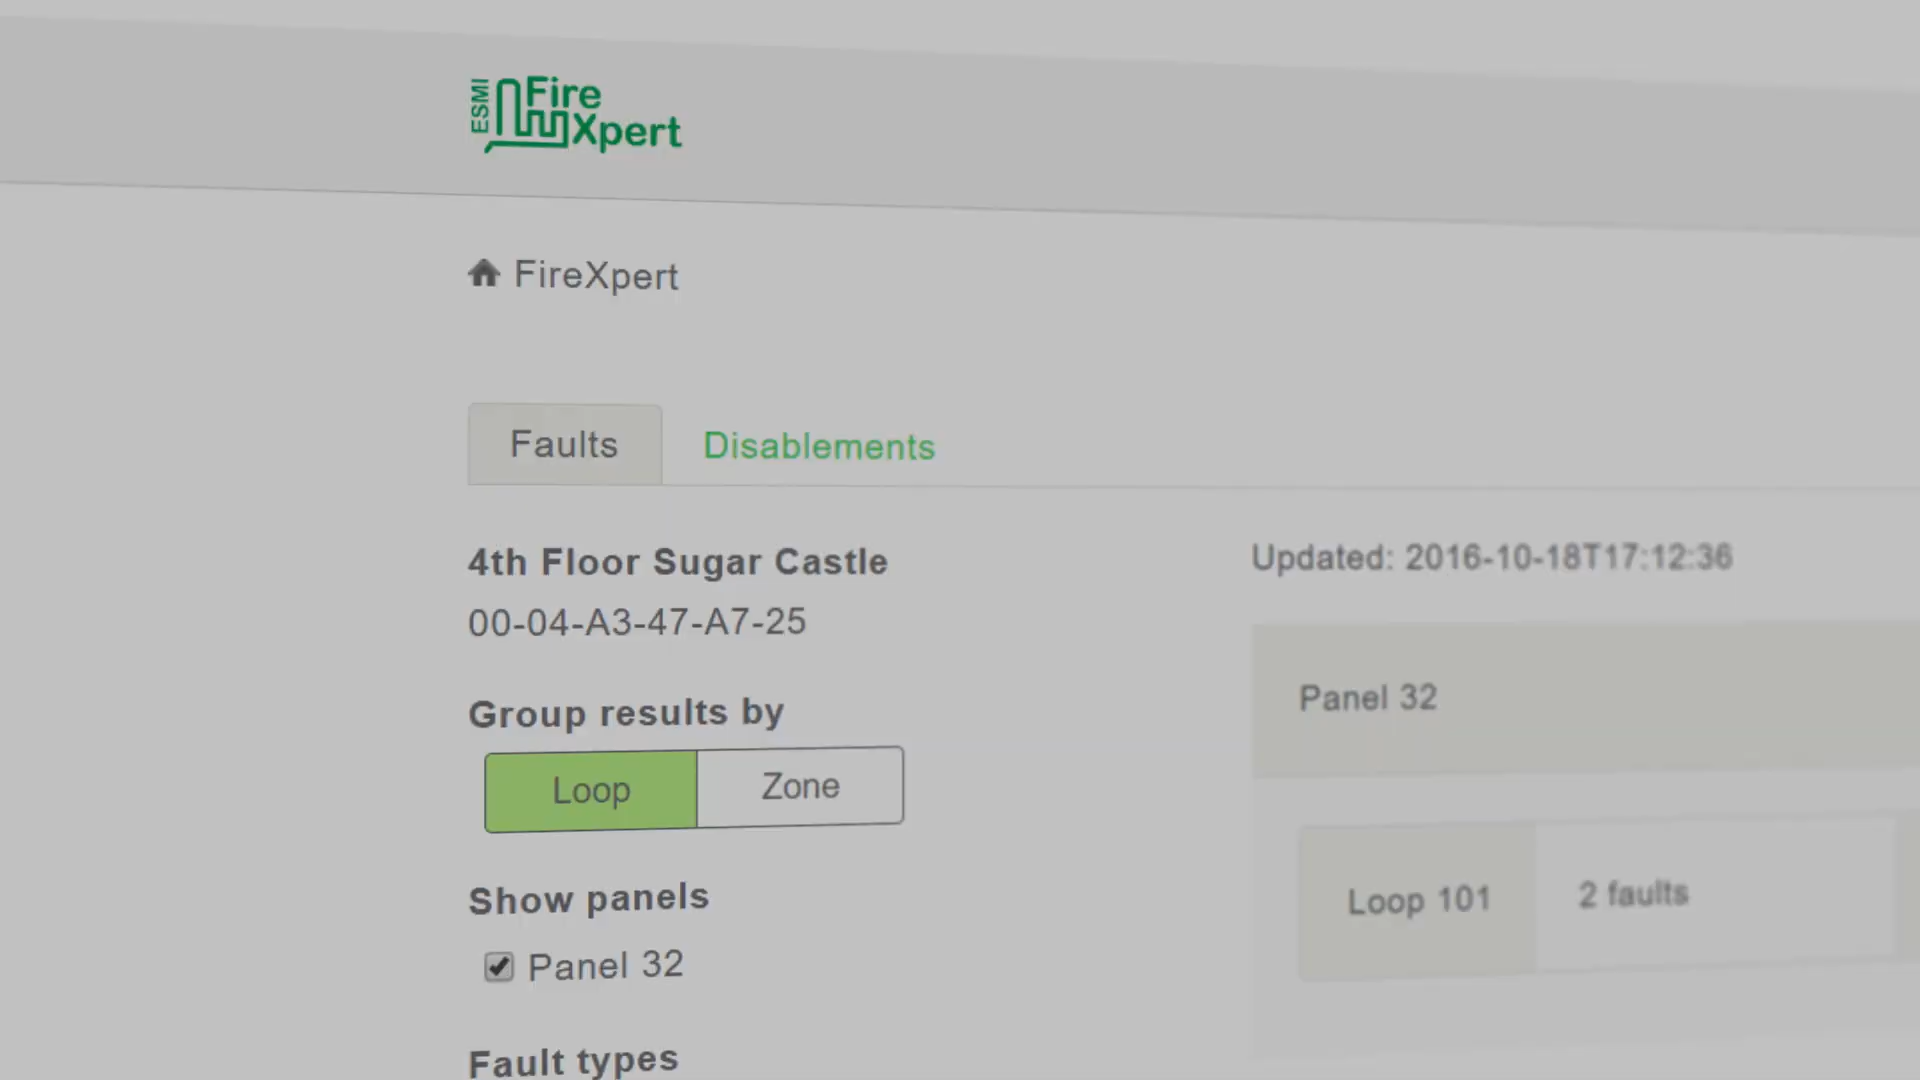 ESMI
Fire
Xpert
FireXpert
Faults
Disablements
4th Floor Sugar Castle
00-04-A3-47-A7-25
Group results by
Loop
Zone
Show panels
Panel 32
Fault types
Updated: 2016-10-18T17:12:36
Panel 32
Loop 101
2 faults